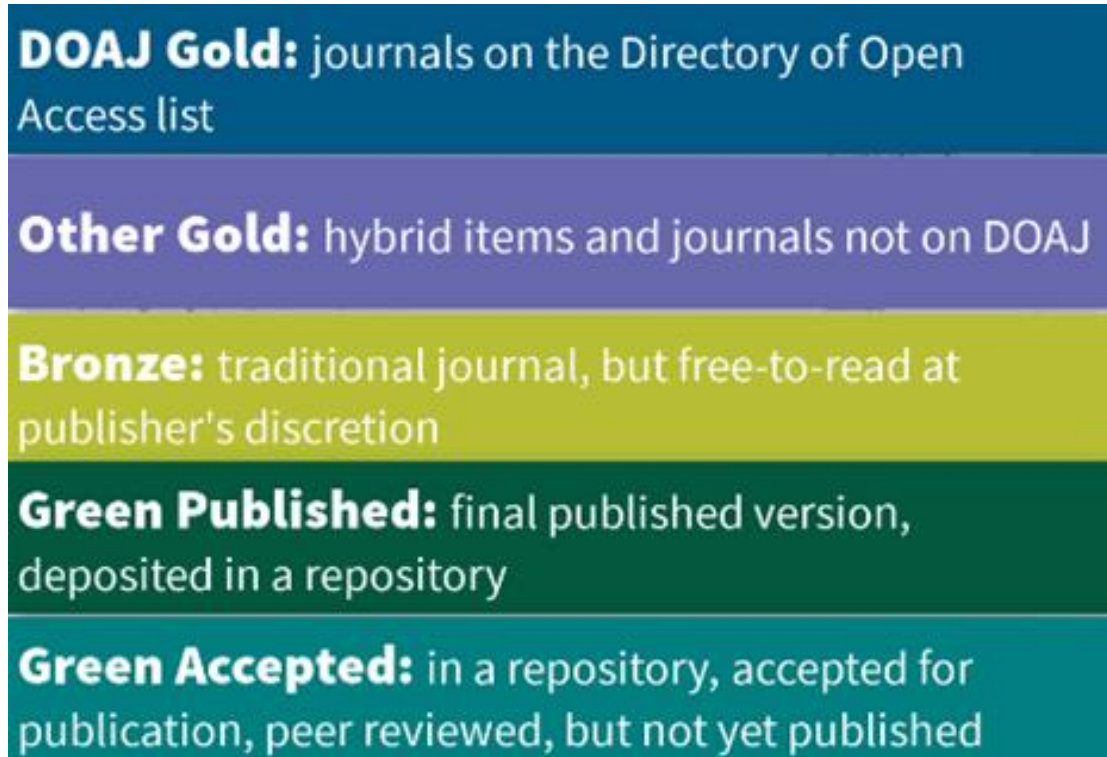 DOAJ Gold: journals on the Directory of Open
Access list
Other Gold: hybrid items and journals not on DOAJ
Bronze: traditional journal, but free-to-read at
publisher's discretion
Green Published: final published version,
deposited in a repository
Green Accepted: in a repository, accepted for
publication, peer reviewed, but not yet published